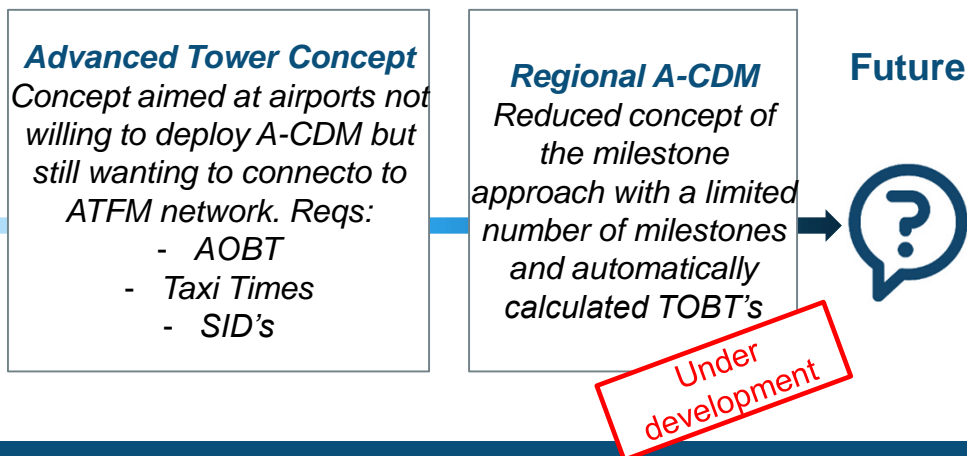 Advanced Tower Concept
Concept aimed at airports not
willing to deploy A-CDM but
still wanting to connecto to
ATFM network. Reqs:
- AOBT
- Taxi Times
- SID's
Regional A-CDM
Reduced concept of
the milestone
approach with a limited
number of milestones
and automatically
calculated TOBT's
Under
development
Future
?